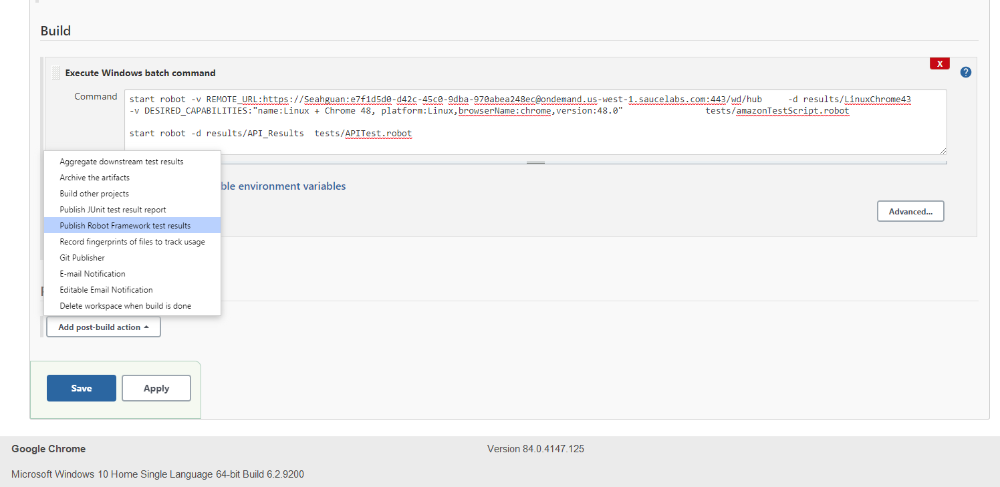 Build
Execute Windows batch command
X
?
Command
start robot -v REMOTE_URL:https://Seahguan:e7f1d5d0-d42c-45c0-9dba-970abea248ec@ondemand.us-west-1.saucelabs.com:443/wd/hub -d results/LinuxChrome43
-v DESIRED_CAPABILITIES:"name:Linux + Chrome 48, platform:Linux,browserName:chrome,version:48.0" tests/amazonTestScript.robot
start robot -d results/API_Results tests/APITest.robot
Aggregate downstream test results
Archive the artifacts
ble environment variables
Build other projects
Publish JUnit test result report
Advanced...
Publish Robot Framework test results
Record fingerprints of files to track usage
Git Publisher
E-mail Notification
Editable Email Notification
Delete workspace when build is done
Add post-build action
Save
Apply
Google Chrome
Version 84.0.4147.125
Microsoft Windows 10 Home Single Language 64-bit Build 6.2.9200